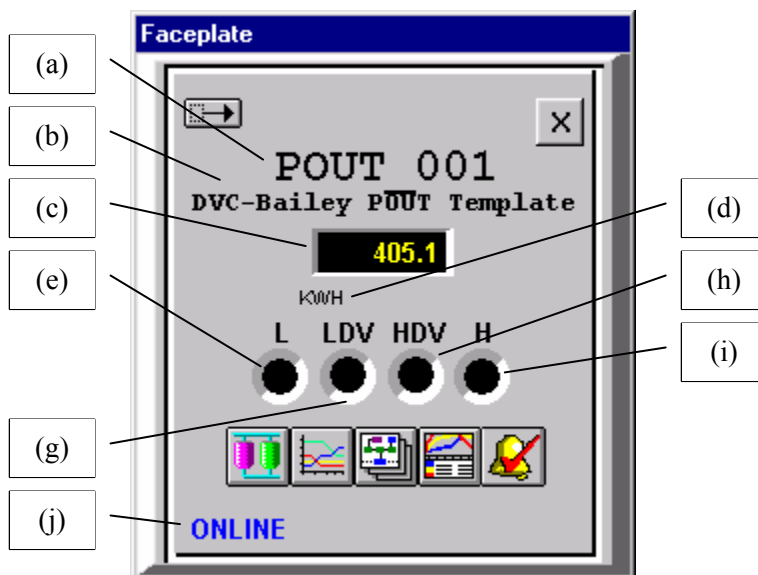 Faceplate
(a)
X
(b)
POUT 001
DVC-Bailey POUT Template
(c)
(d)
405.1
(e)
KWH
(h)
L LDV HDV H
(i)
(g)
(j)
ONLINE